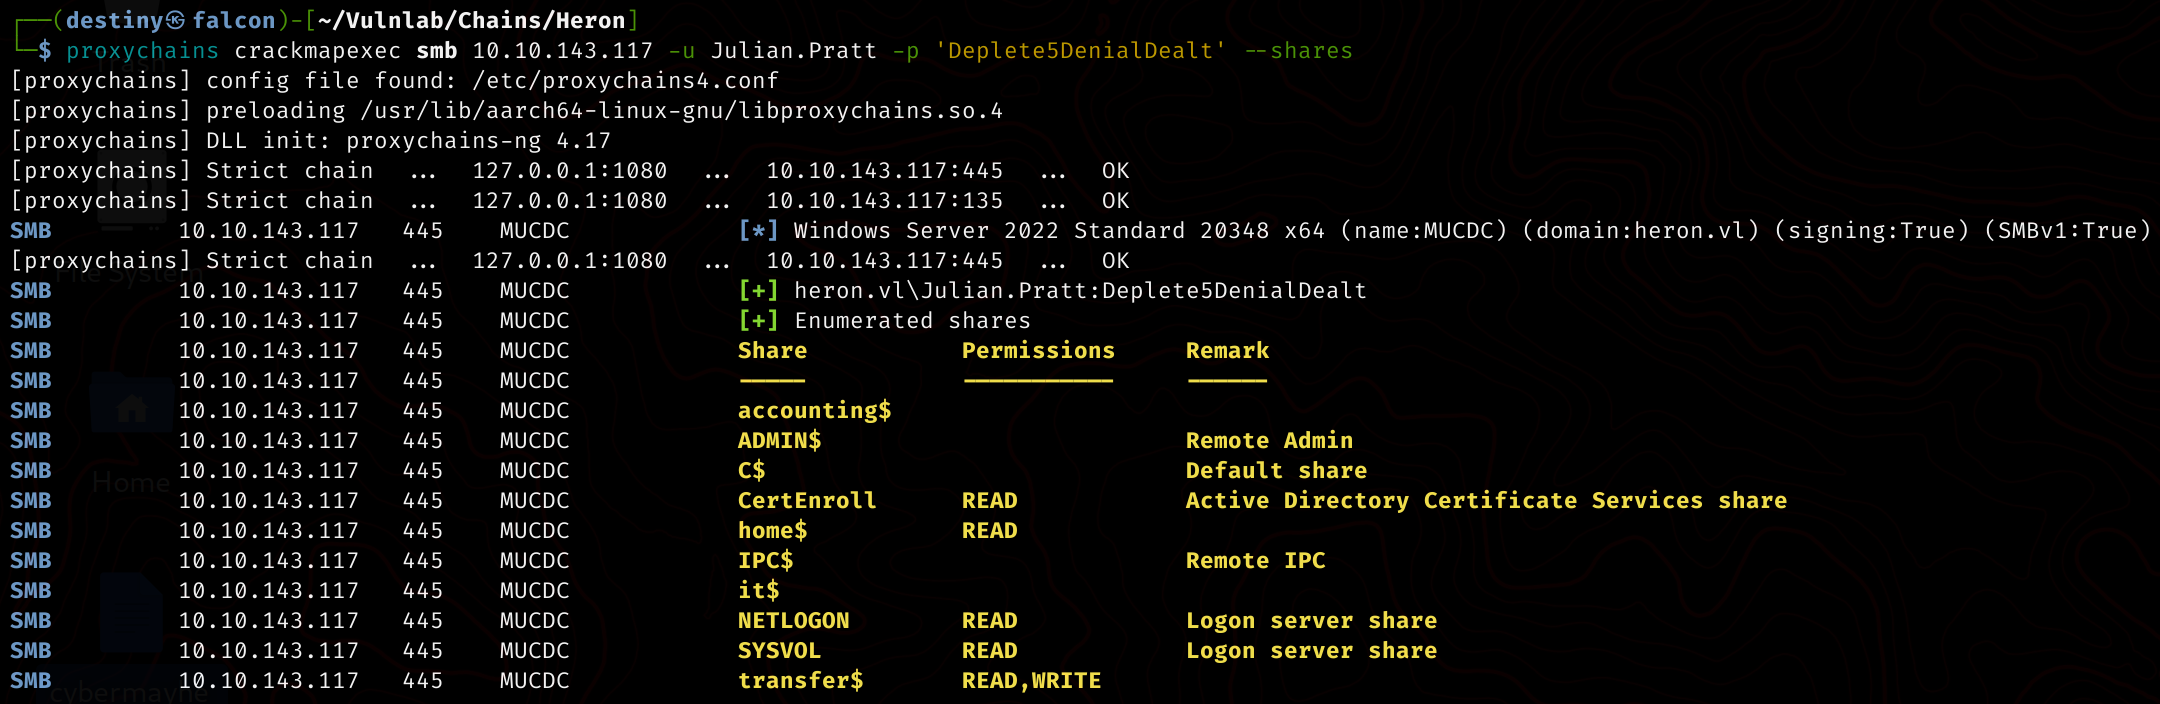 ┌──(destiny㉿falcon)-[~/Vulnlab/Chains/Heron]
└─$ proxychains crackmapexec smb 10.10.143.117 -u Julian.Pratt -p 'Deplete5DenialDealt' --shares
[proxychains] config file found: /etc/proxychains4.conf
[proxychains] preloading /usr/lib/aarch64-linux-gnu/libproxychains.so.4
[proxychains] DLL init: proxychains-ng 4.17
[proxychains] Strict chain  ...  127.0.0.1:1080  ...  10.10.143.117:445  ...  OK
[proxychains] Strict chain  ...  127.0.0.1:1080  ...  10.10.143.117:135  ...  OK
SMB         10.10.143.117   445    MUCDC            [*] Windows Server 2022 Standard 20348 x64 (name:MUCDC) (domain:heron.vl) (signing:True) (SMBv1:True)
[proxychains] Strict chain  ...  127.0.0.1:1080  ...  10.10.143.117:445  ...  OK
SMB         10.10.143.117   445    MUCDC            [+] heron.vl\Julian.Pratt:Deplete5DenialDealt
SMB         10.10.143.117   445    MUCDC            [+] Enumerated shares
SMB         10.10.143.117   445    MUCDC            Share           Permissions     Remark
SMB         10.10.143.117   445    MUCDC            -----           -----------     ------
SMB         10.10.143.117   445    MUCDC            accounting$
SMB         10.10.143.117   445    MUCDC            ADMIN$                          Remote Admin
SMB         10.10.143.117   445    MUCDC            C$                              Default share
SMB         10.10.143.117   445    MUCDC            CertEnroll      READ            Active Directory Certificate Services share
SMB         10.10.143.117   445    MUCDC            home$           READ
SMB         10.10.143.117   445    MUCDC            IPC$                            Remote IPC
SMB         10.10.143.117   445    MUCDC            it$
SMB         10.10.143.117   445    MUCDC            NETLOGON        READ            Logon server share
SMB         10.10.143.117   445    MUCDC            SYSVOL          READ            Logon server share
SMB         10.10.143.117   445    MUCDC            transfer$       READ,WRITE
File System
Home